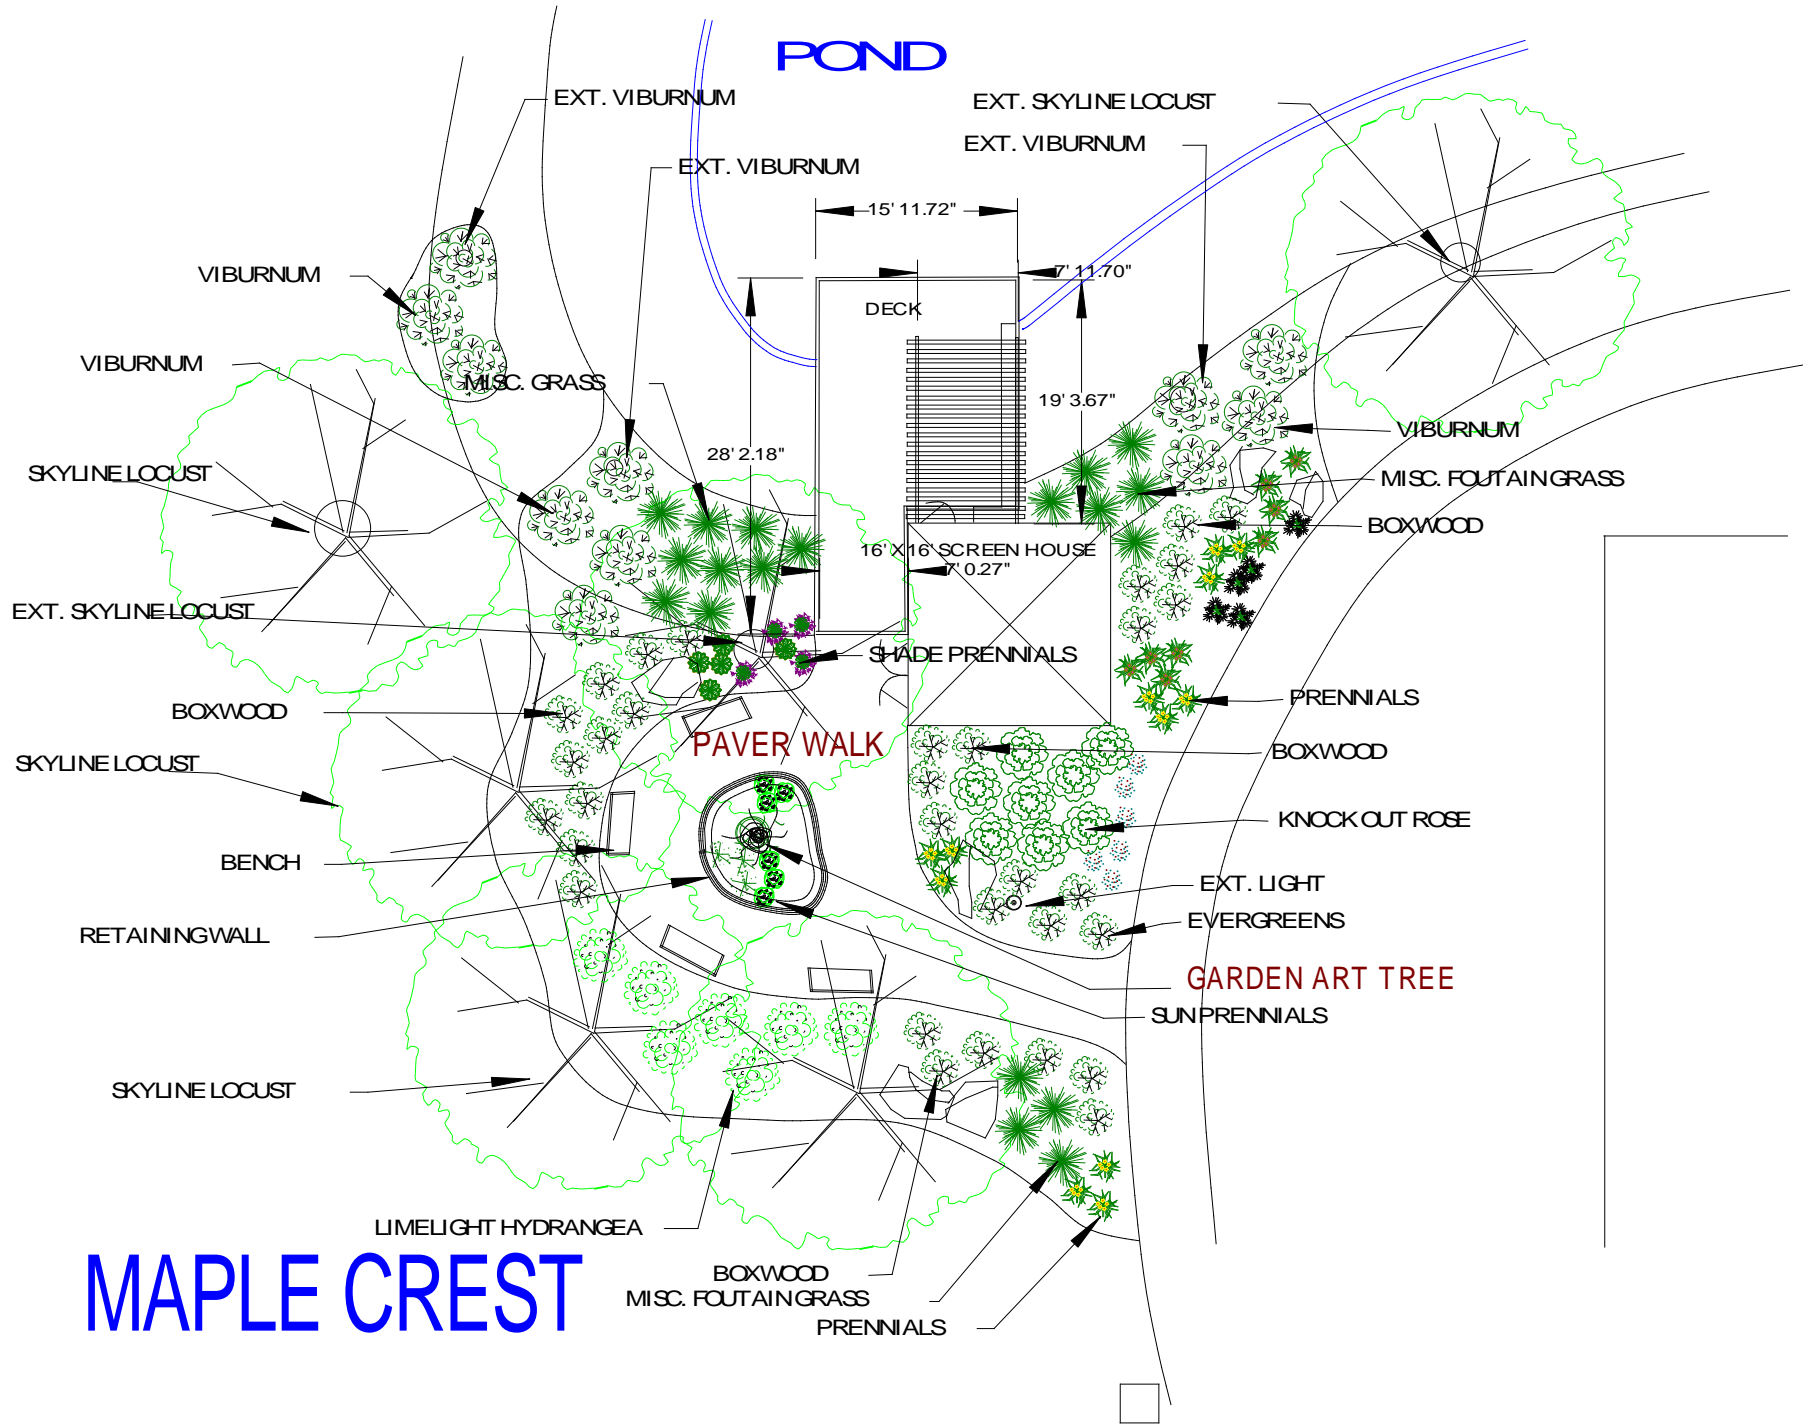 POND
EXT. VIBURNUM
EXT. SKYLINE LOCUST
EXT. VIBURNUM
EXT. VIBURNUM
15' 11.72"
VIBURNUM
7' 11.70"
DECK
VIBURNUM
MISC. GRASS
19' 3.67"
VIBURNUM
28' 2.18"
SKYLINE LOCUST
MISC. FOUTAIN GRASS
BOXWOOD
16' X 16' SCREEN HOUSE
7' 0.27"
EXT. SKYLINE LOCUST
SHADE PRENNIALS
PRENNIALS
BOXWOOD
PAVER WALK
BOXWOOD
SKYLINE LOCUST
KNOCK OUT ROSE
BENCH
EXT. LIGHT
EVERGREENS
RETAINING WALL
GARDEN ART TREE
SUN PRENNIALS
SKYLINE LOCUST
LIMELIGHT HYDRANGEA
MAPLE CREST
BOXWOOD
MISC. FOUTAIN GRASS
PRENNIALS